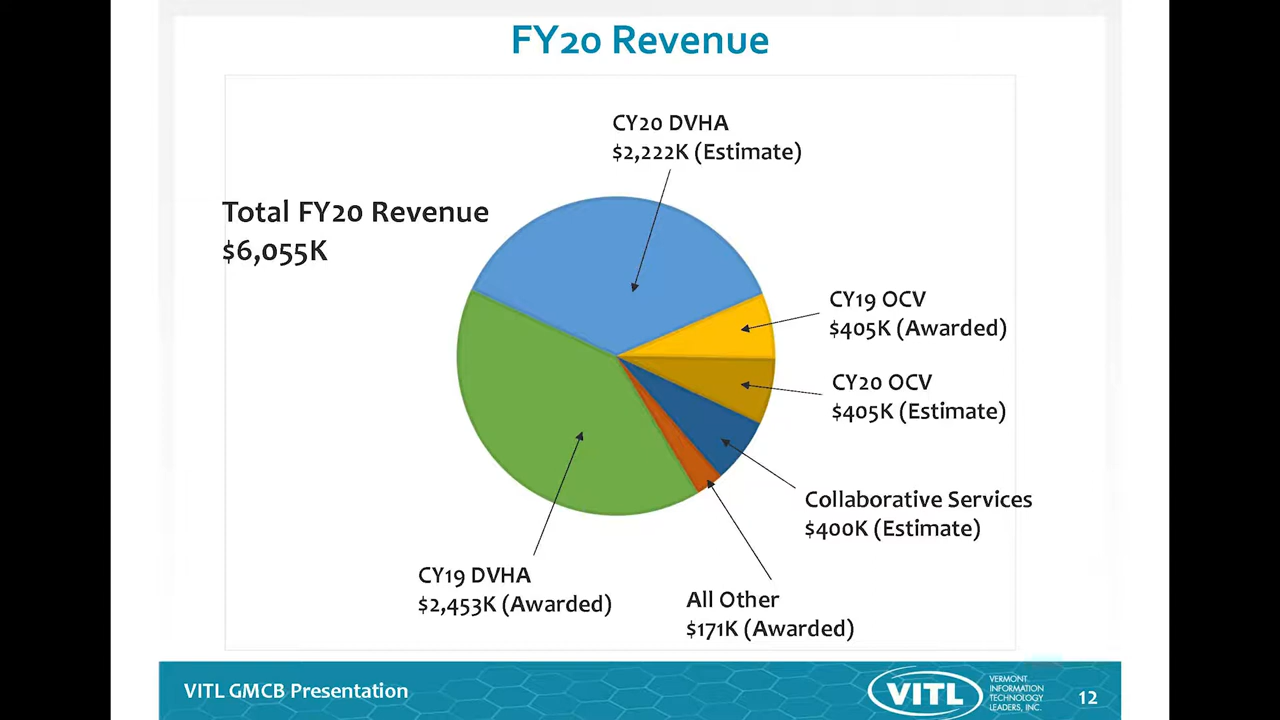 FY20 Revenue
CY20 DVHA
$2,222K (Estimate)
Total FY20 Revenue
$6,055K
CY19 OCV
$405K (Awarded)
CY20 OCV
$405K (Estimate)
Collaborative Services
$400K (Estimate)
CY19 DVHA
$2,453K (Awarded)
All Other
$171K (Awarded)
VITL GMCB Presentation
VITL
VERMONT
INFORMATION
TECHNOLOGY
LEADERS, INC.
12